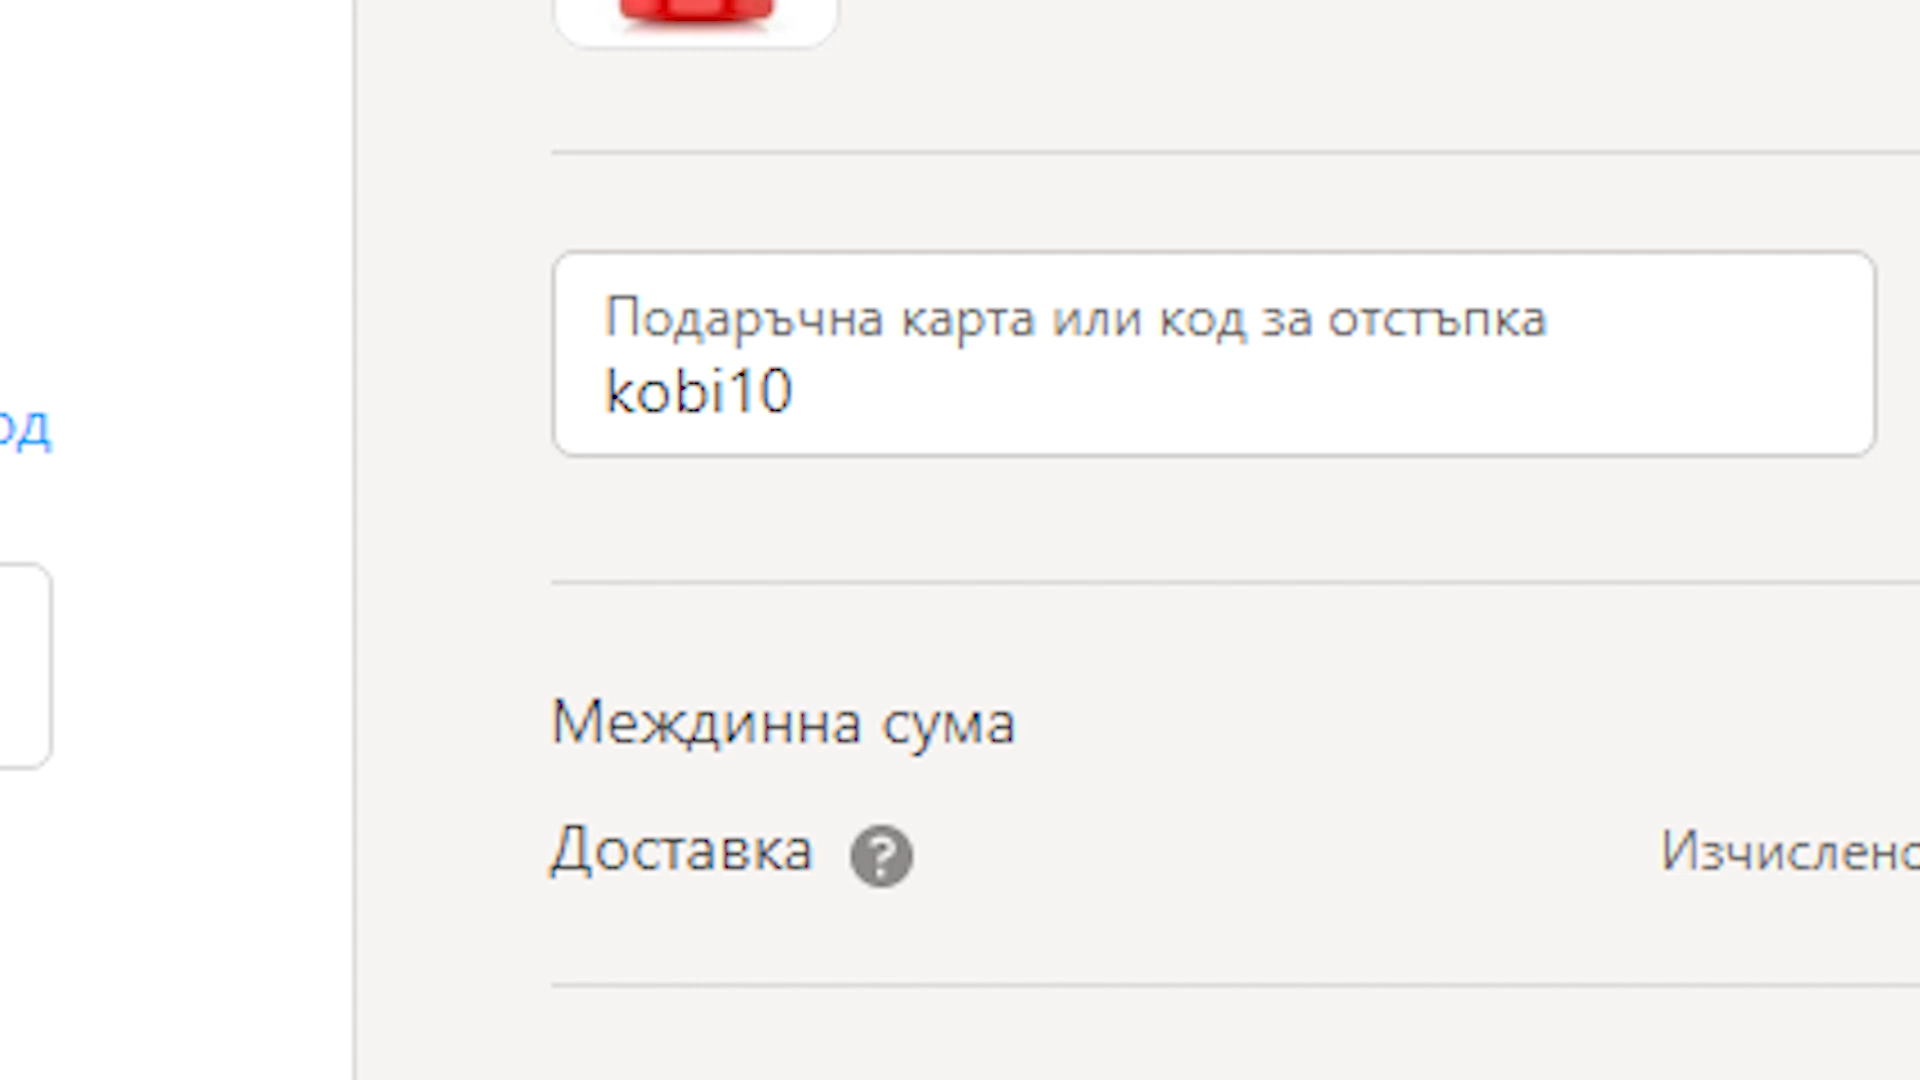 Подаръчна карта или код за отстъпка
kobi10
Междинна сума
Доставка ?